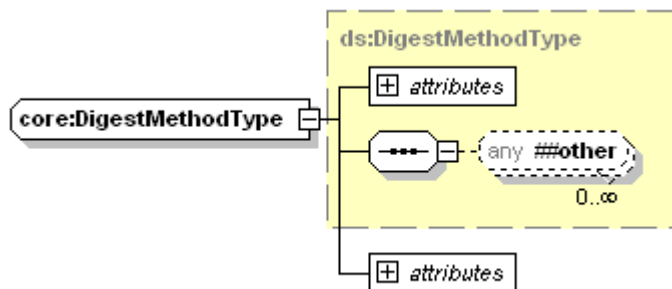 ds:DigestMethodType
attributes
core:DigestMethodType
any ##other
0..∞
attributes